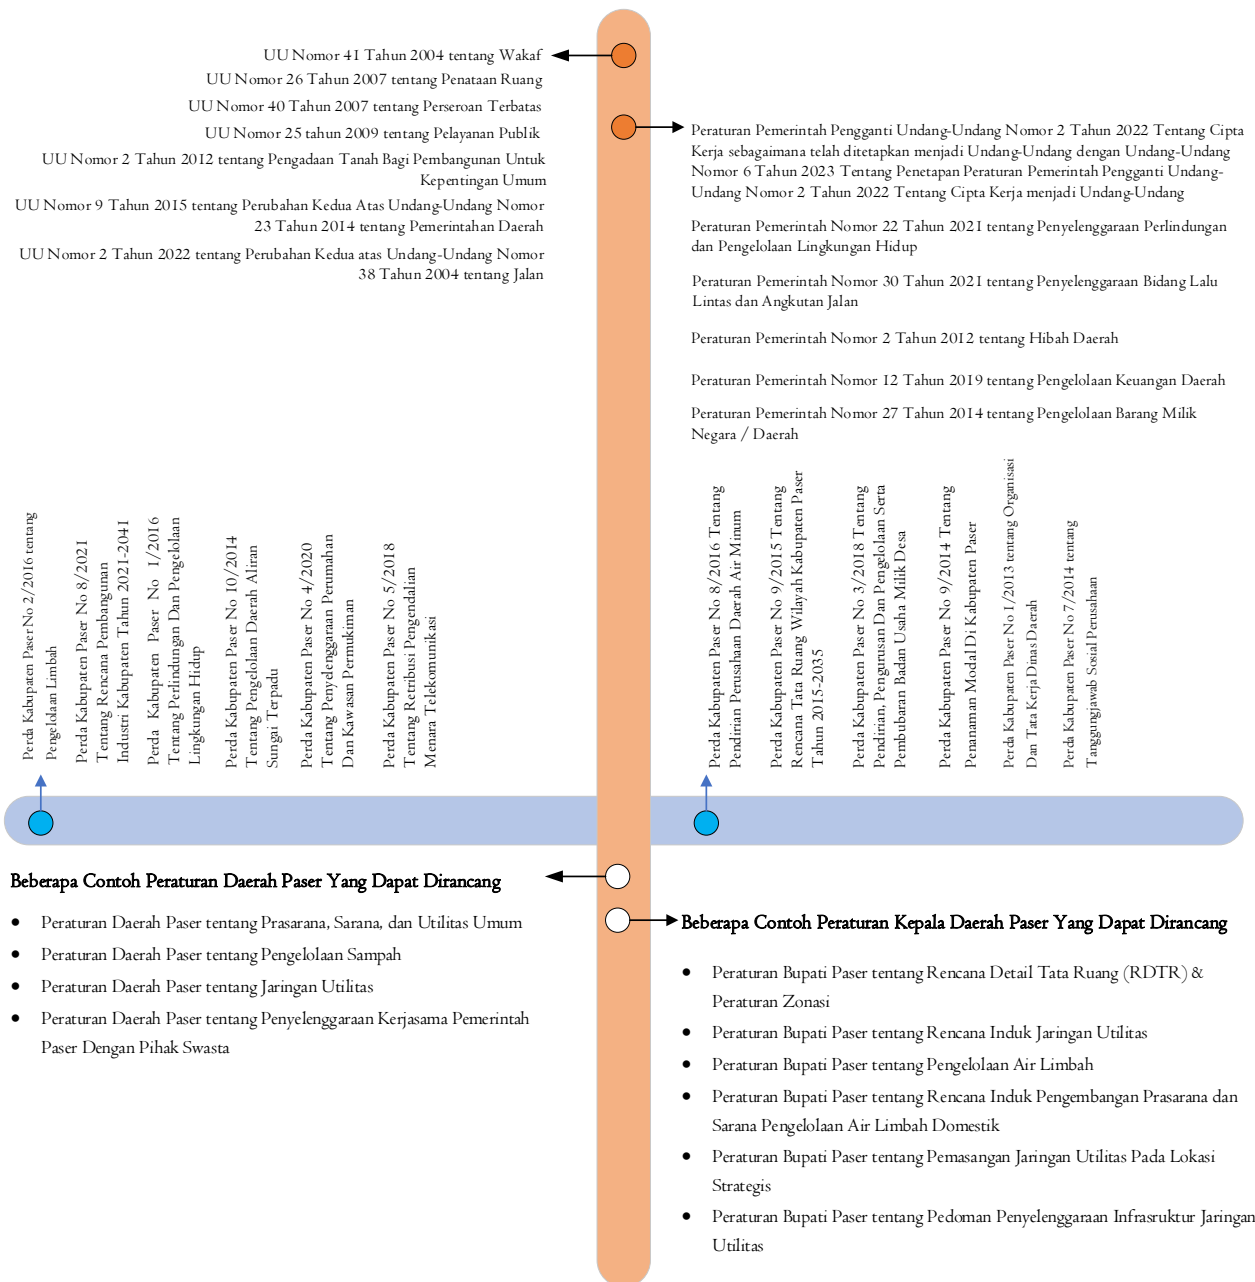 UU Nomor 41 Tahun 2004 tentang Wakaf
UU Nomor 26 Tahun 2007 tentang Penataan Ruang
UU Nomor 40 Tahun 2007 tentang Perseroan Terbatas
UU Nomor 25 tahun 2009 tentang Pelayanan Publik
UU Nomor 2 Tahun 2012 tentang Pengadaan Tanah Bagi Pembangunan Untuk
Kepentingan Umum
UU Nomor 9 Tahun 2015 tentang Perubahan Kedua Atas Undang-Undang Nomor
23 Tahun 2014 tentang Pemerintahan Daerah
UU Nomor 2 Tahun 2022 tentang Perubahan Kedua atas Undang-Undang Nomor
38 Tahun 2004 tentang Jalan
Peraturan Pemerintah Pengganti Undang-Undang Nomor 2 Tahun 2022 Tentang Cipta
Kerja sebagaimana telah ditetapkan menjadi Undang-Undang dengan Undang-Undang
Nomor 6 Tahun 2023 Tentang Penetapan Peraturan Pemerintah Pengganti Undang-
Undang Nomor 2 Tahun 2022 Tentang Cipta Kerja menjadi Undang-Undang
Peraturan Pemerintah Nomor 22 Tahun 2021 tentang Penyelenggaraan Perlindungan
dan Pengelolaan Lingkungan Hidup
Peraturan Pemerintah Nomor 30 Tahun 2021 tentang Penyelenggaraan Bidang Lalu
Lintas dan Angkutan Jalan
Peraturan Pemerintah Nomor 2 Tahun 2012 tentang Hibah Daerah
Peraturan Pemerintah Nomor 12 Tahun 2019 tentang Pengelolaan Keuangan Daerah
Peraturan Pemerintah Nomor 27 Tahun 2014 tentang Pengelolaan Barang Milik
Negara / Daerah
Perda Kabupaten Paser No 2/2016 tentang
Pengelolaan Limbah
Perda Kabupaten Paser No 8/2021
Tentang Rencana Pembangunan
Industri Kabupaten Tahun 2021-2041
Perda Kabupaten Paser No 1/2016
Tentang Perlindungan Dan Pengelolaan
Lingkungan Hidup
Perda Kabupaten Paser No 10/2014
Tentang Pengelolaan Daerah Aliran
Sungai Terpadu
Perda Kabupaten Paser No 4/2020
Tentang Penydenggaraan Perumahan
Dan Kawasan Permukiman
Perda Kabupaten Paser No 5/2018
Tentang Retribusi Pengendalian
Menara Telekomunikasi
Perda Kabupaten Paser No 8/2016 Tentang
Pendirian Perusahaan Daerah Air Minum
Perda Kabupaten Paser No 9/2015 Tentang
Rencana Tata Ruang Wilayah Kabupaten Paser
Tahun 2015-2035
Perda Kabupaten Paser No 3/2018 Tentang
Pendirian, Pengurusan Dan Pengelolaan Serta
Pembubaran Badan Usaha Milik Desa
Perda Kabupaten Paser No 9/2014 Tentang
Penanaman Modal Di Kabupaten Paser
Perda Kabupaten Paser No 1/2013 tentang Organisasi
Dan Tata Kerja Dinas Daerah
Perda Kabupaten Paser No 7/2014 tentang
Tanggungjawab Sosial Perusahaan
Beberapa Contoh Peraturan Daerah Paser Yang Dapat Dirancang
• Peraturan Daerah Paser tentang Prasarana, Sarana, dan Utilitas Umum
• Peraturan Daerah Paser tentang Pengelolaan Sampah
• Peraturan Daerah Paser tentang Jaringan Utilitas
• Peraturan Daerah Paser tentang Penyelenggaraan Kerjasama Pemerintah
Paser Dengan Pihak Swasta
Beberapa Contoh Peraturan Kepala Daerah Paser Yang Dapat Dirancang
• Peraturan Bupati Paser tentang Rencana Detail Tata Ruang (RDTR) &
Peraturan Zonasi
• Peraturan Bupati Paser tentang Rencana Induk Jaringan Utilitas
• Peraturan Bupati Paser tentang Pengelolaan Air Limbah
• Peraturan Bupati Paser tentang Rencana Induk Pengembangan Prasarana dan
Sarana Pengelolaan Air Limbah Domestik
• Peraturan Bupati Paser tentang Pemasangan Jaringan Utilitas Pada Lokasi
Strategis
• Peraturan Bupati Paser tentang Pedoman Penyelenggaraan Infrasruktur Jaringan
Utilitas